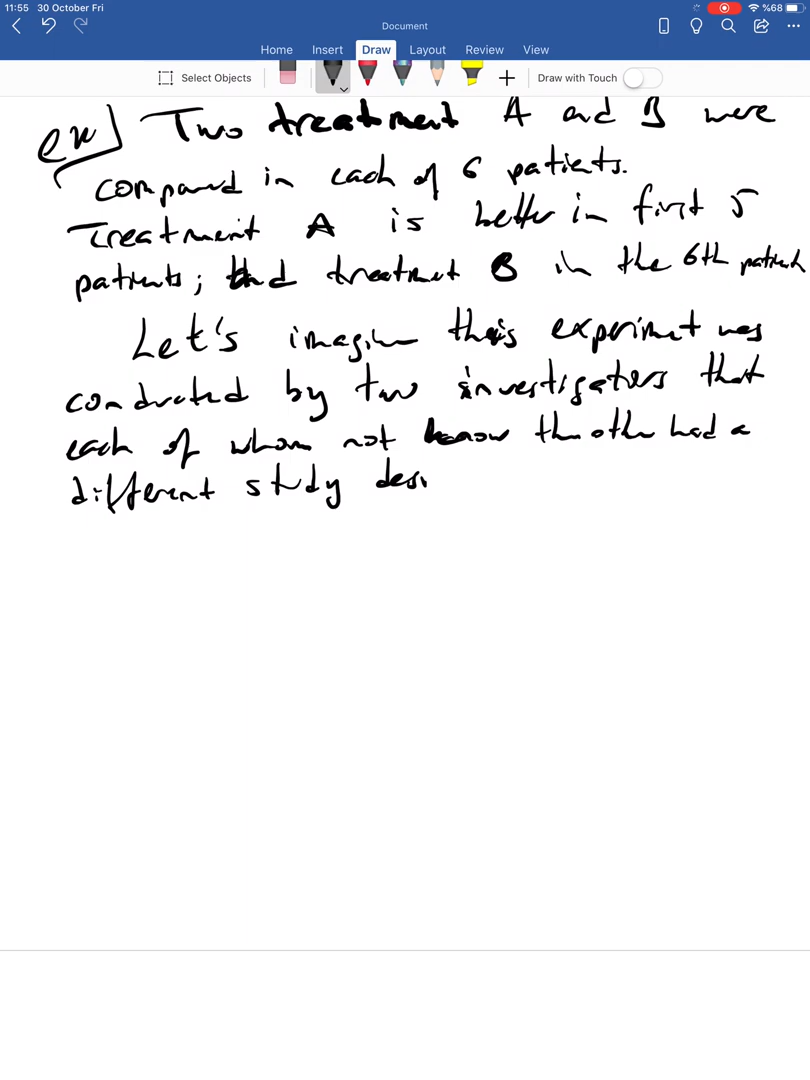 11:55 30 October Fri %68
Document
Home Insert Draw Layout Review View
Select Objects Draw with Touch
ex] Two treatment A and B were
compared in each of 6 patients.
Treatment A is better in first 5
patients; and treatment B in the 6th patient
Let's imagine this experiment was
conducted by two investigators that
each of whom not know the other had a
different study desi